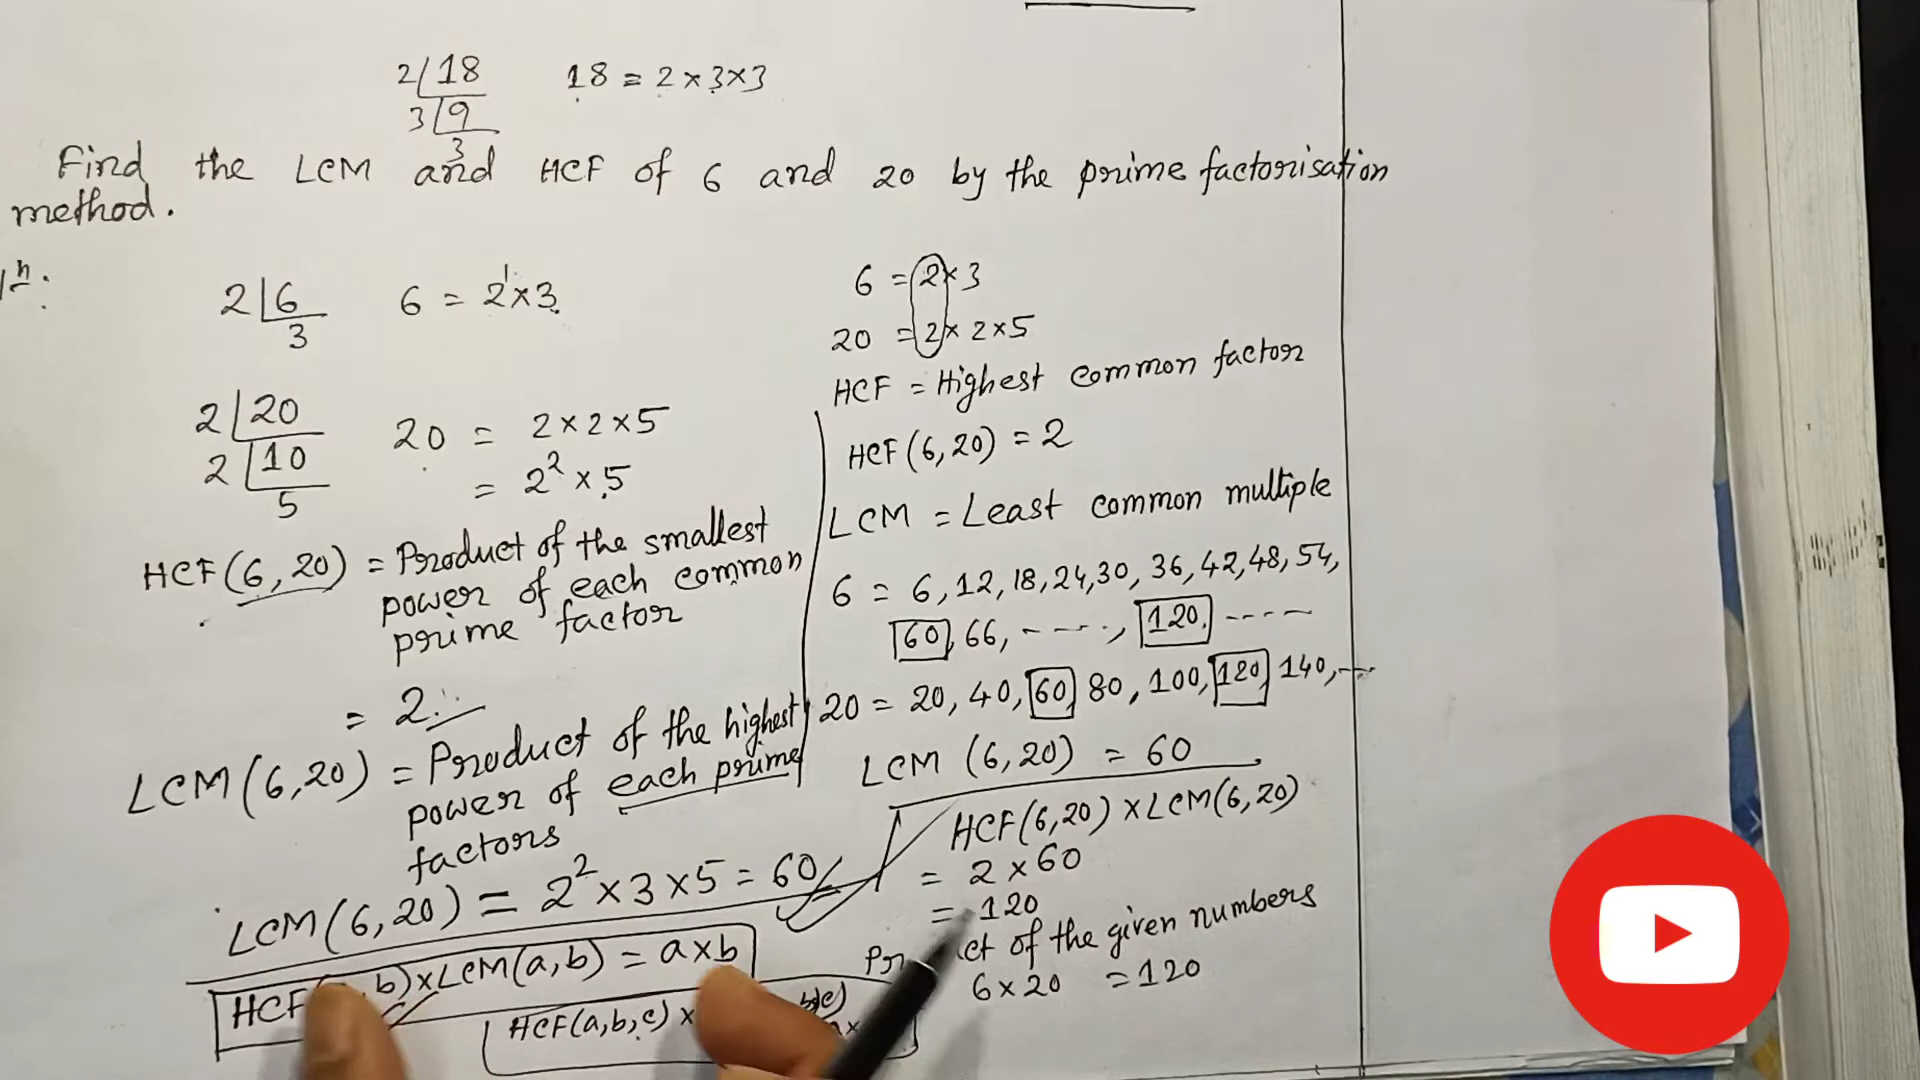 2 18 18 = 2 × 3 × 3
3 9
3
Find the LCM and HCF of 6 and 20 by the prime factorisation
method.
2 6 6 = 2¹ × 3
3
2 20 20 = 2 × 2 × 5
2 10 = 2² × 5
5
HCF (6, 20) = Product of the smallest
power of each common
prime factor
= 2
LCM (6, 20) = Product of the highest
power of each prime
factors
LCM (6, 20) = 2² × 3 × 5 = 60
HCF b) × LCM (a, b) = a × b
HCF (a, b, c) ×
6 = 2 × 3
20 = 2 × 2 × 5
HCF = Highest common factor
HCF (6, 20) = 2
LCM = Least common multiple
6 = 6, 12, 18, 24, 30, 36, 42, 48, 54,
60, 66, ----, 120, ----
20 = 20, 40, 60, 80, 100, 120, 140, --
LCM (6, 20) = 60
HCF (6, 20) × LCM (6, 20)
= 2 × 60
= 120
of the given numbers
6 × 20 = 120